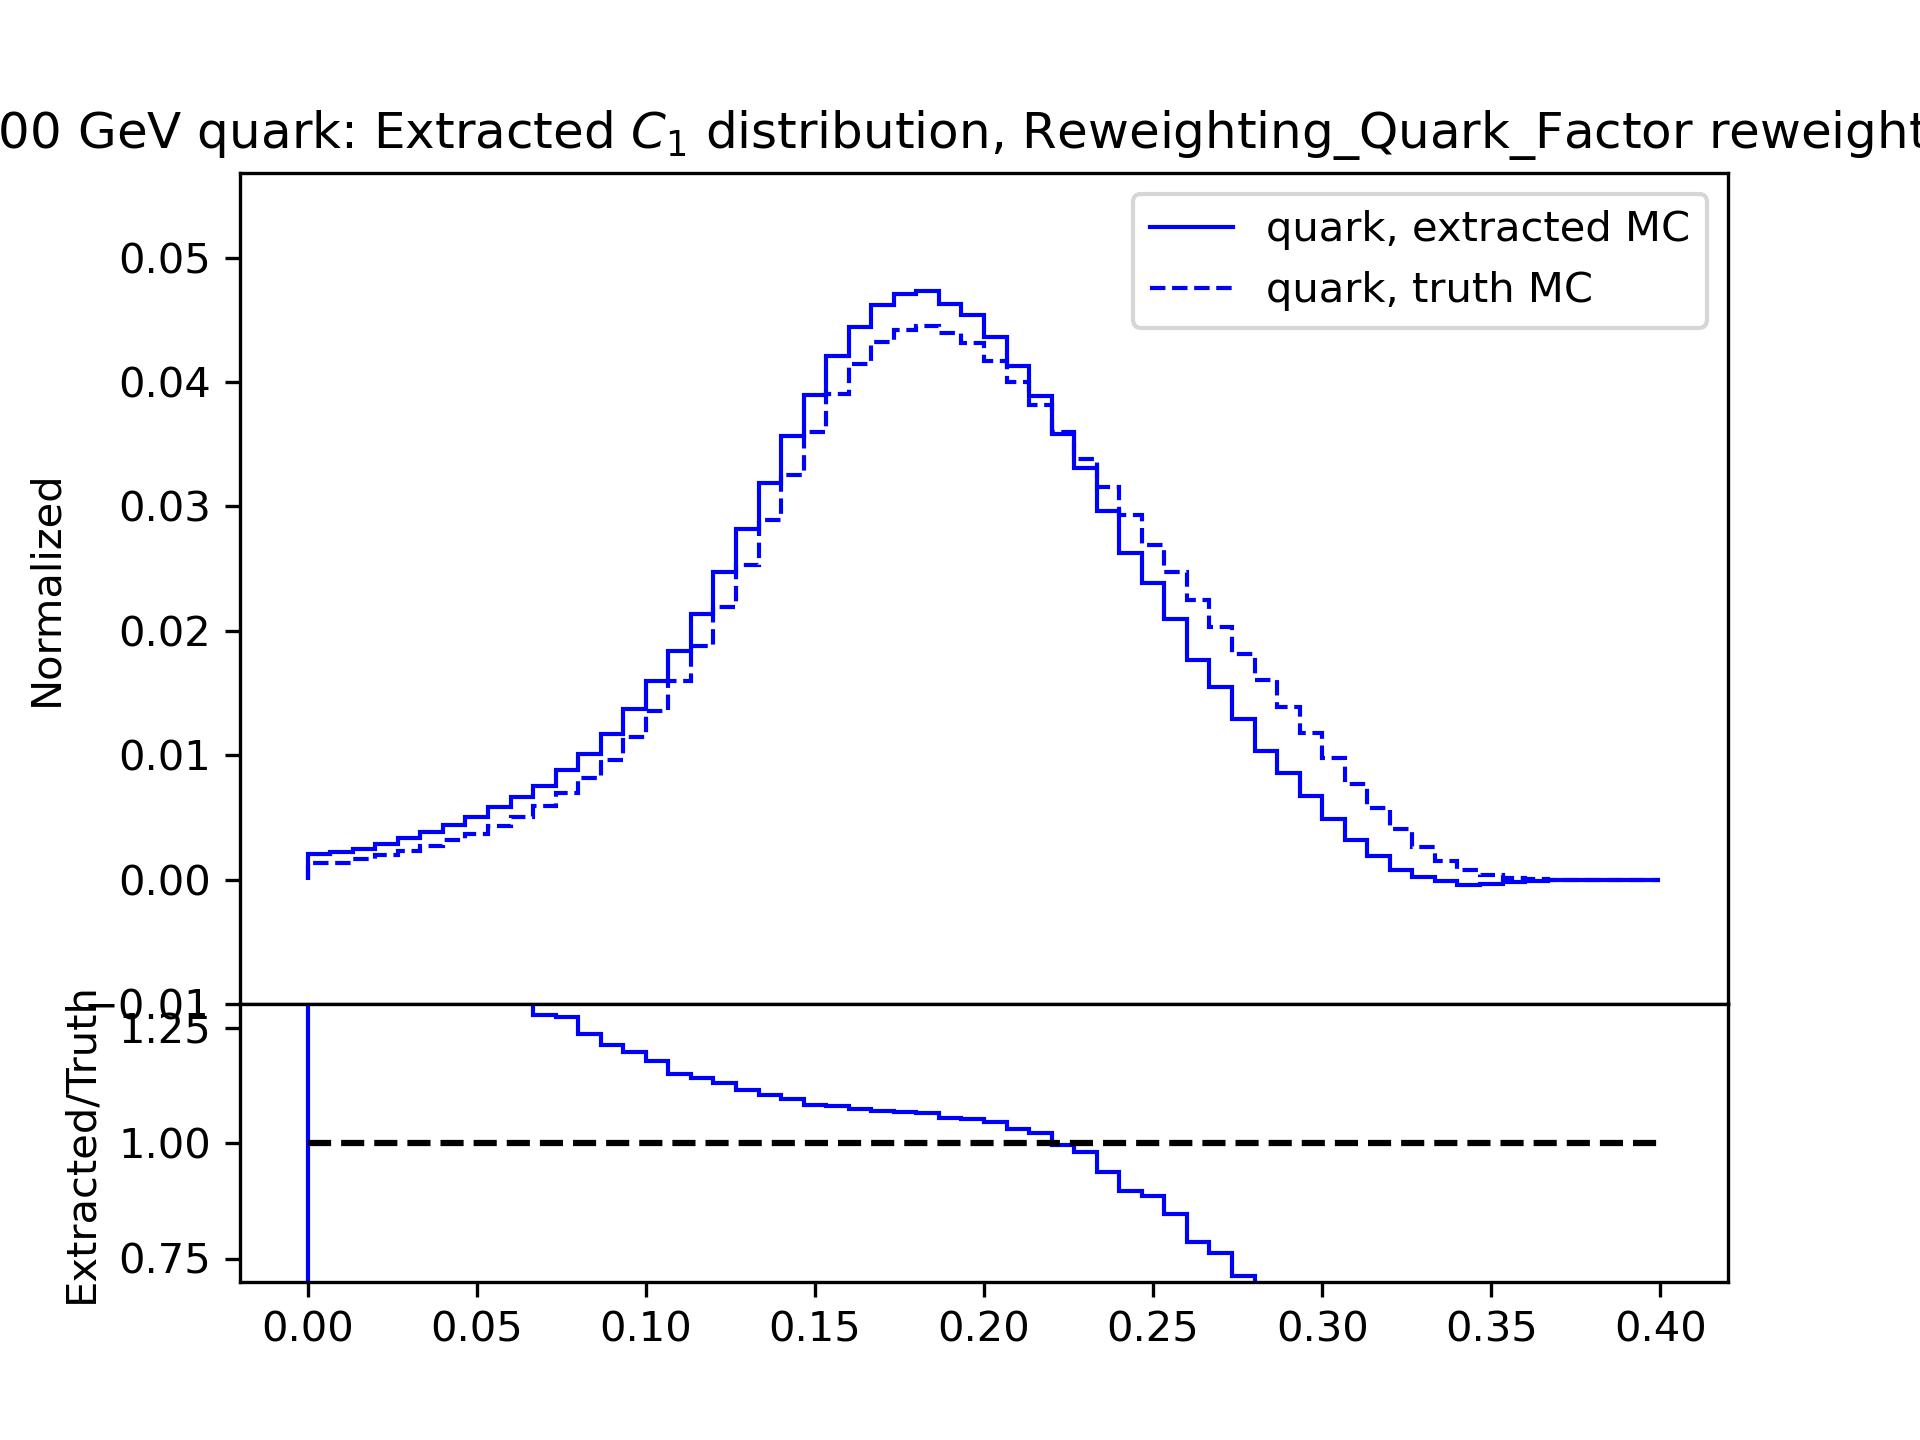 00 GeV quark: Extracted C₁ distribution, Reweighting_Quark_Factor reweight
quark, extracted MC
quark, truth MC
Normalized
0.05
0.04
0.03
0.02
0.01
0.00
−0.01
Extracted/Truth
1.25
1.00
0.75
0.00 0.05 0.10 0.15 0.20 0.25 0.30 0.35 0.40